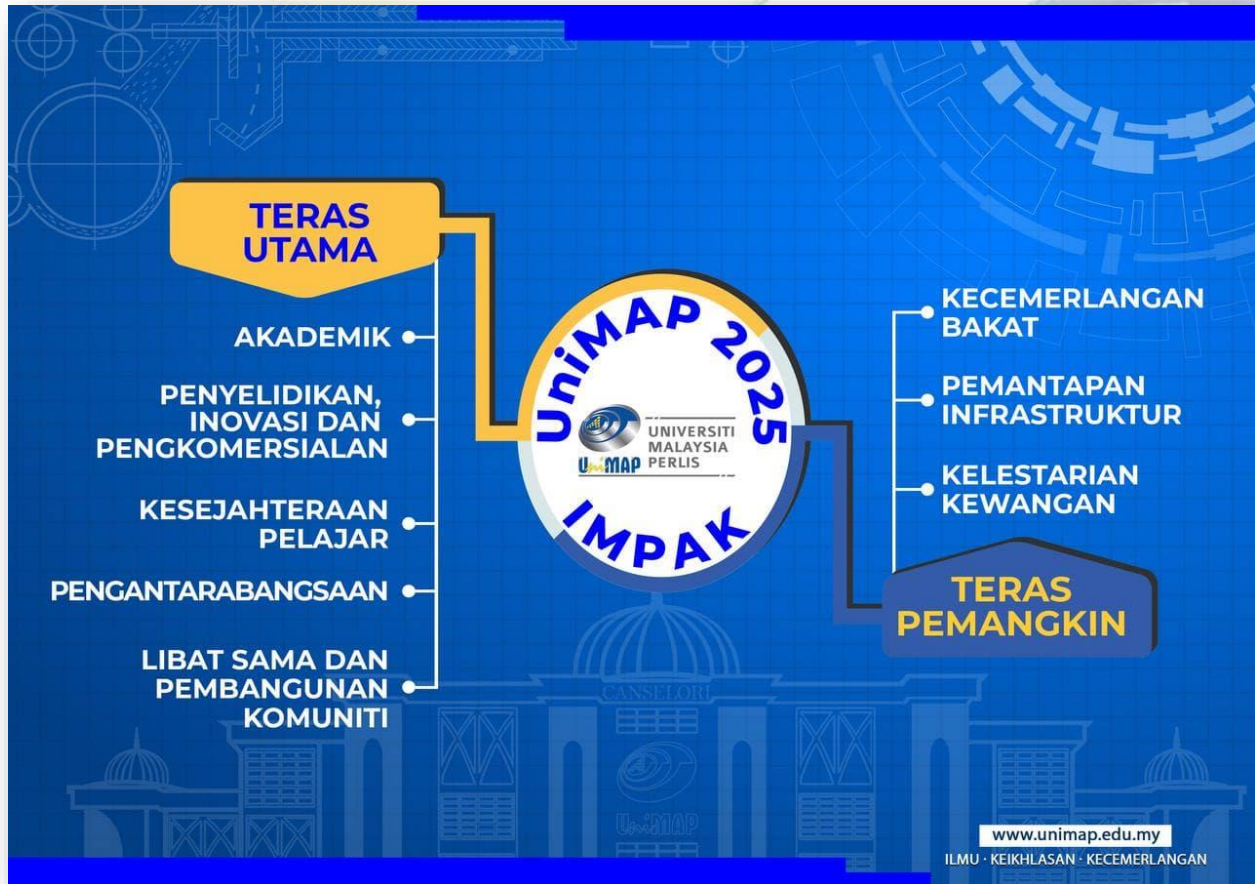 TERAS
UTAMA
AKADEMIK
PENYELIDIKAN,
INOVASI DAN
PENGKOMERSIALAN
KESEJAHTERAAN
PELAJAR
PENGANTARABANGSAAN
LIBAT SAMA DAN
PEMBANGUNAN
KOMUNITI
UniMAP 2025
UNIVERSITI
MALAYSIA
PERLIS
UniMAP
IMPAK
KECEMERLANGAN
BAKAT
PEMANTAPAN
INFRASTRUKTUR
KELESTARIAN
KEWANGAN
TERAS
PEMANGKIN
CANSELORI
UniMAP
www.unimap.edu.my
ILMU · KEIKHLASAN · KECEMERLANGAN